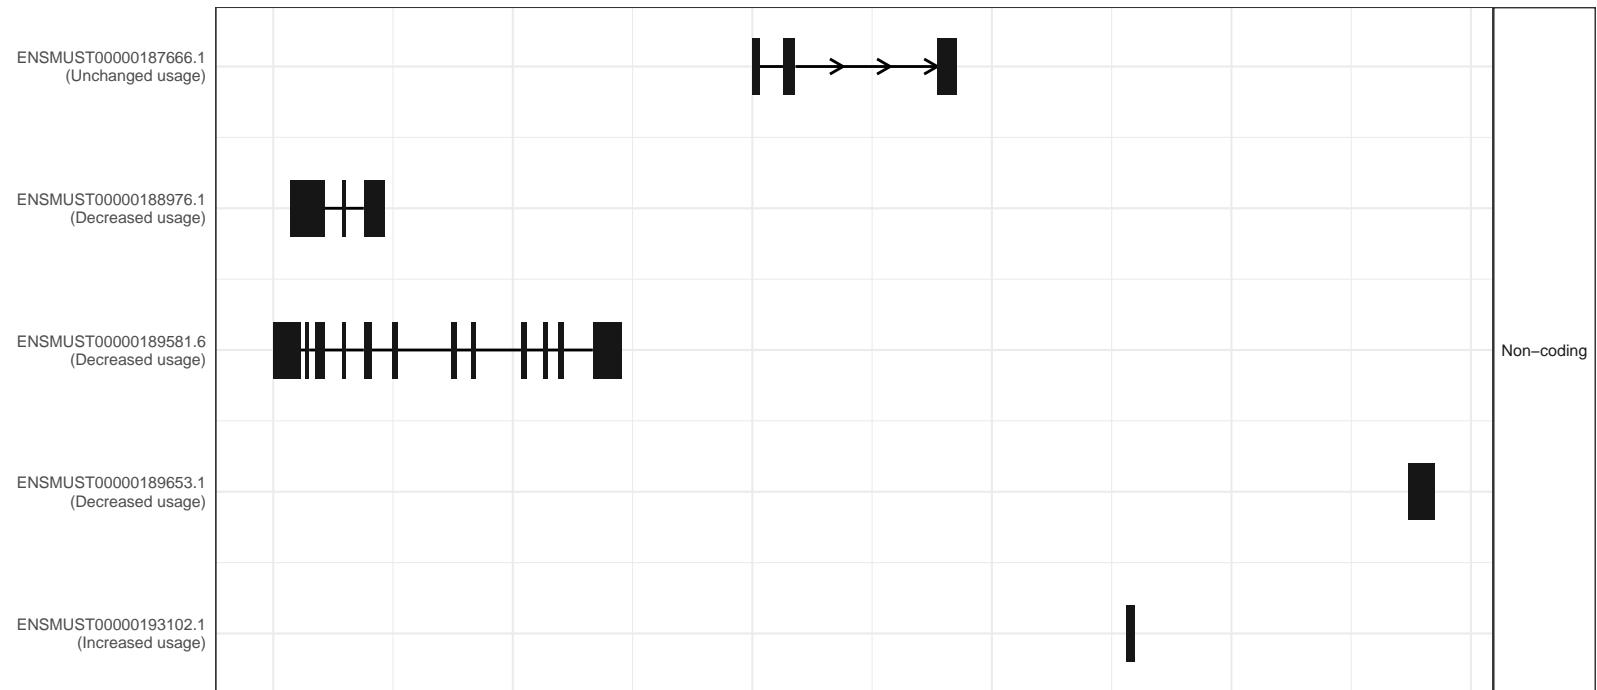 ENSMUST00000187666.1
(Unchanged usage)
ENSMUST00000188976.1
(Decreased usage)
ENSMUST00000189581.6
(Decreased usage)
Non−coding
ENSMUST00000189653.1
(Decreased usage)
ENSMUST00000193102.1
(Increased usage)